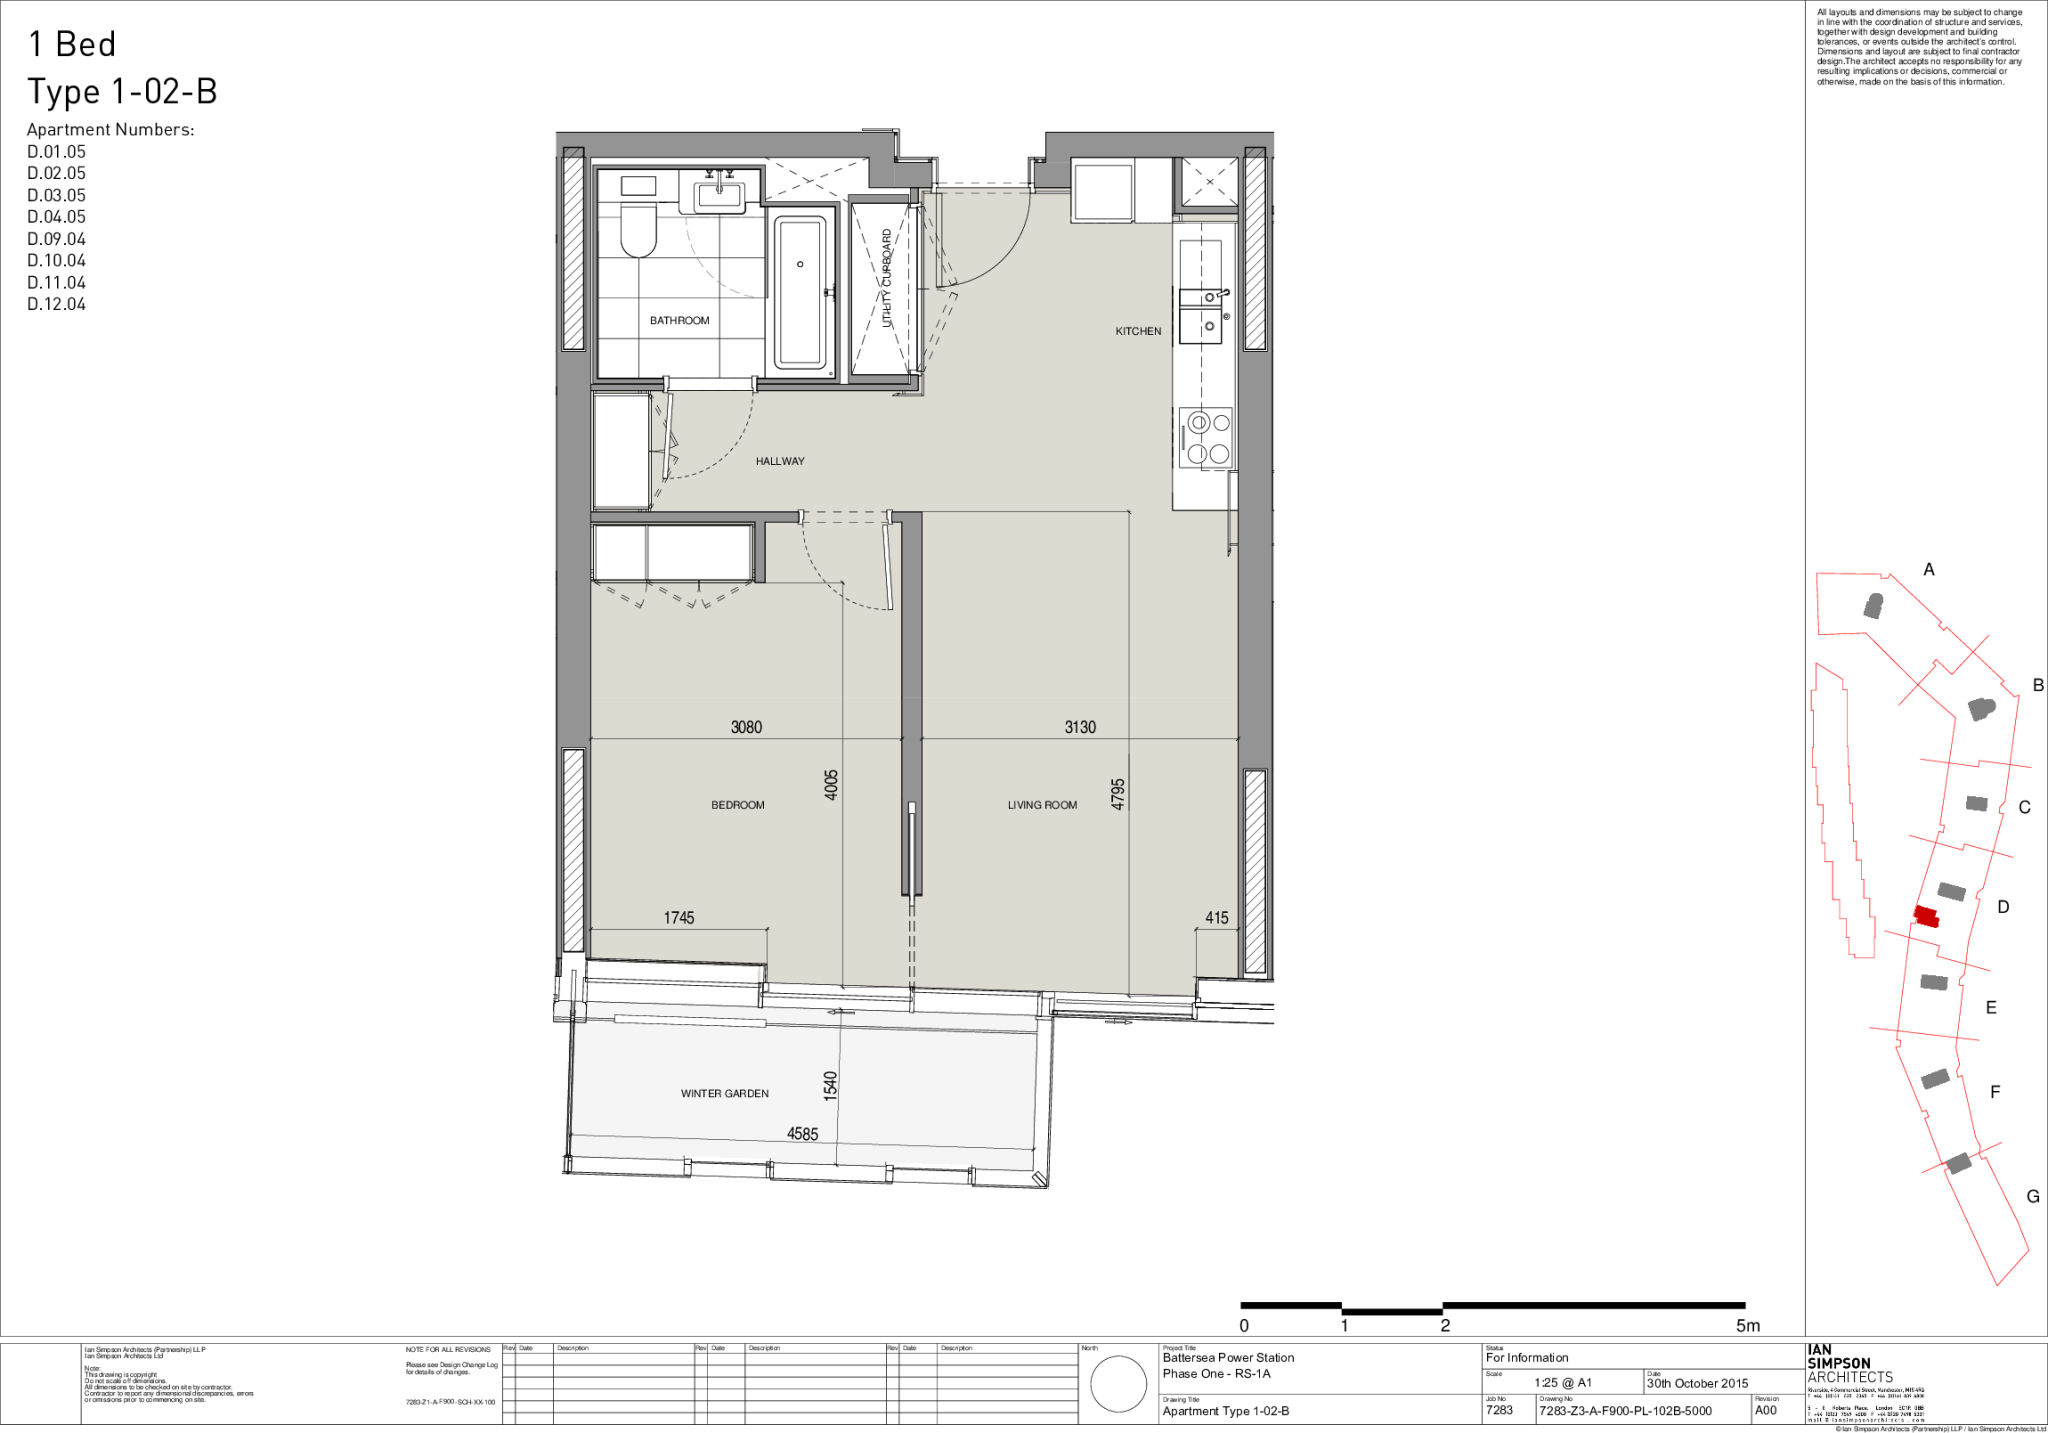 1 Bed
Type 1-02-B
Apartment Numbers:
D.01.05
D.02.05
D.03.05
D.04.05
D.09.04
D.10.04
D.11.04
D.12.04
All layouts and dimensions may be subject to change
in line with the coordination of structure and services,
together with design development and building
tolerances, or events outside the architect's control.
Dimensions and layout are subject to final contractor
design.The architect accepts no responsibility for any
resulting implications or decisions, commercial or
otherwise, made on the basis of this information.
UTILITY CUPBOARD
BATHROOM
KITCHEN
HALLWAY
3080
3130
4005
4795
BEDROOM
LIVING ROOM
1745
415
WINTER GARDEN
1540
4585
A
B
C
D
E
F
G
0
1
2
5m
Ian Simpson Architects (Partnership) LLP
Ian Simpson Architects Ltd
Note:
This drawing is copyright
Do not scale off dimensions.
All dimensions to be checked on site by contractor.
Contractor to report any dimensional discrepancies, errors
or omissions prior to commencing on site.
NOTE FOR ALL REVISIONS
Please see Design Change Log
for details of changes.
7283-Z1-A-F900-SCH-XX-100
Rev Date Description
Rev Date Description
Rev Date Description
North
Project Title
Battersea Power Station
Phase One - RS-1A
Drawing Title
Apartment Type 1-02-B
Status
For Information
Scale
1:25 @ A1
Date
30th October 2015
Job No
7283
Drawing No
7283-Z3-A-F900-PL-102B-5000
Revision
A00
IAN
SIMPSON
ARCHITECTS
Riverside, 4 Commercial Street, Manchester,
© Ian Simpson Architects (Partnership) LLP / Ian Simpson Architects Ltd